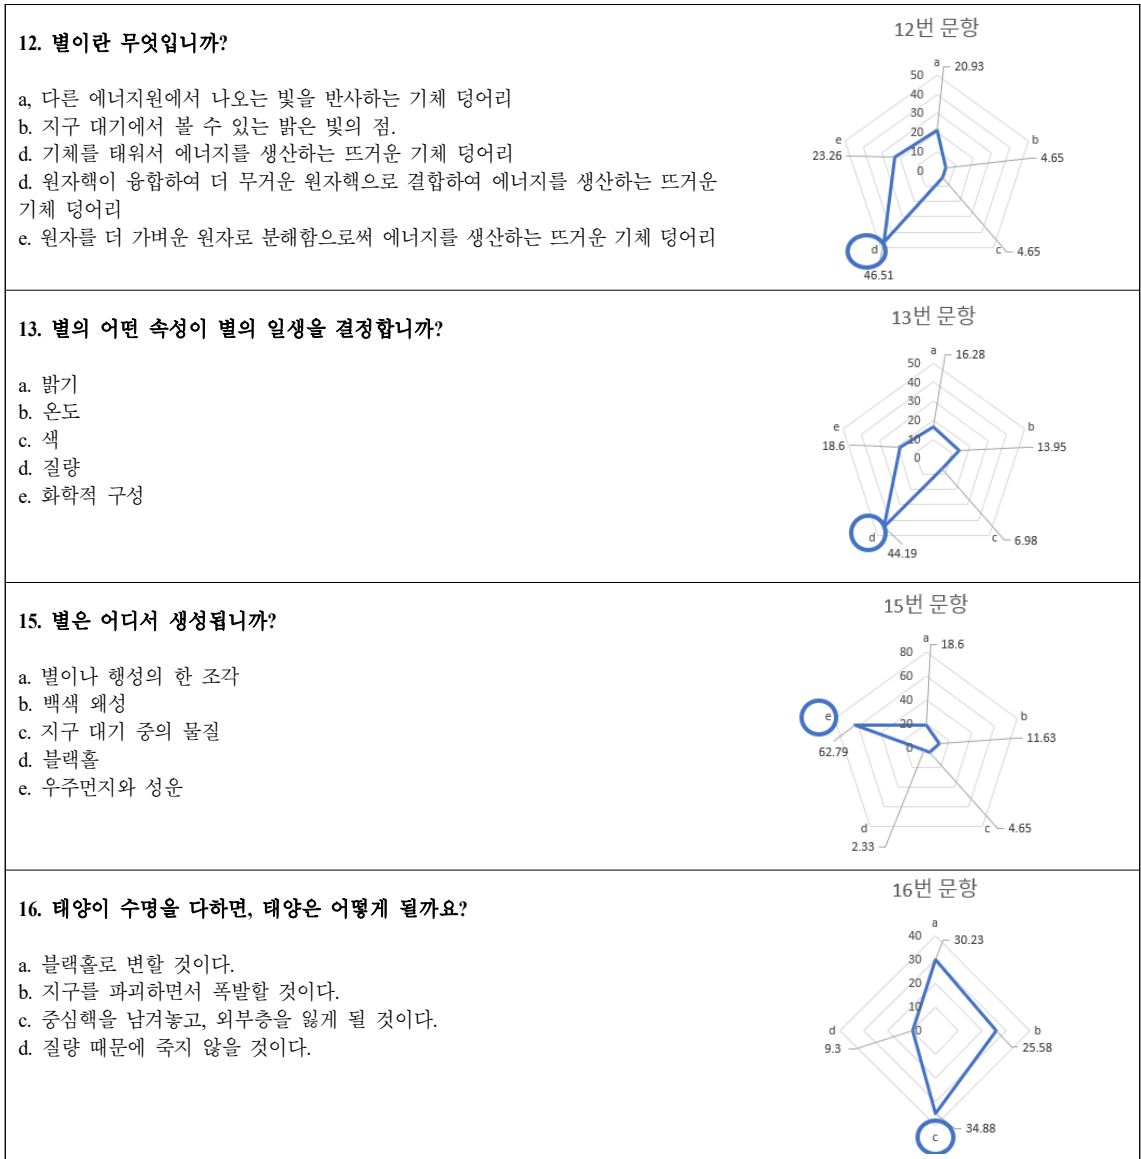 12. 별이란 무엇입니까?
a, 다른 에너지원에서 나오는 빛을 반사하는 기체 덩어리
b. 지구 대기에서 볼 수 있는 밝은 빛의 점.
d. 기체를 태워서 에너지를 생산하는 뜨거운 기체 덩어리
d. 원자핵이 융합하여 더 무거운 원자핵으로 결합하여 에너지를 생산하는 뜨거운
기체 덩어리
e. 원자를 더 가벼운 원자로 분해함으로써 에너지를 생산하는 뜨거운 기체 덩어리
12번 문항
a
20.93
50
40
30
20
10
0
b
4.65
c
4.65
d
46.51
e
23.26
13. 별의 어떤 속성이 별의 일생을 결정합니까?
a. 밝기
b. 온도
c. 색
d. 질량
e. 화학적 구성
13번 문항
a
16.28
50
40
30
20
10
0
b
13.95
c
6.98
d
44.19
e
18.6
15. 별은 어디서 생성됩니까?
a. 별이나 행성의 한 조각
b. 백색 왜성
c. 지구 대기 중의 물질
d. 블랙홀
e. 우주먼지와 성운
15번 문항
a
18.6
80
60
40
20
0
b
11.63
c
4.65
d
2.33
e
62.79
16. 태양이 수명을 다하면, 태양은 어떻게 될까요?
a. 블랙홀로 변할 것이다.
b. 지구를 파괴하면서 폭발할 것이다.
c. 중심핵을 남겨놓고, 외부층을 잃게 될 것이다.
d. 질량 때문에 죽지 않을 것이다.
16번 문항
a
30.23
40
30
20
10
0
b
25.58
c
34.88
d
9.3